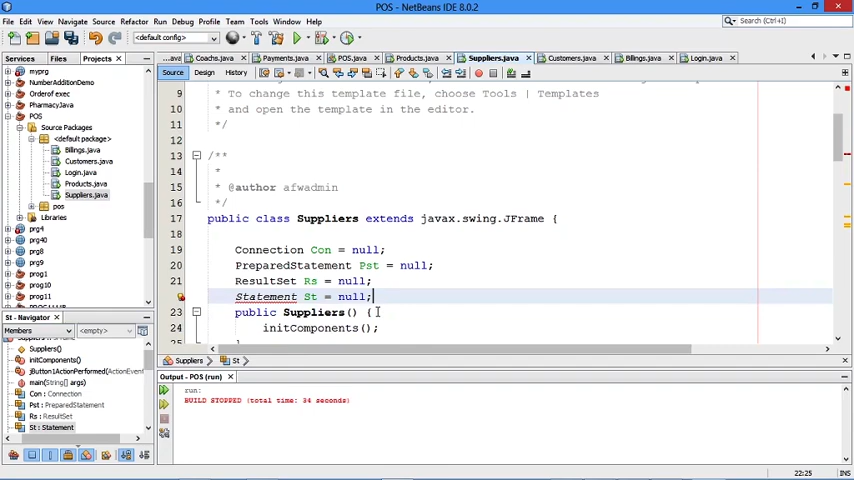 POS - NetBeans IDE 8.0.2
File Edit View Navigate Source Refactor Run Debug Profile Team Tools Window Help
Search (Ctrl+I)
<default config>
Services Files Projects
...ava Coachs.java Payments.java POS.java Products.java Suppliers.java Customers.java Billings.java Login.java
Source Design History
myprg
NumberAdditionDemo
Orderof exec
PharmacyJava
POS
Source Packages
<default package>
Billings.java
Customers.java
Login.java
Products.java
Suppliers.java
pos
Libraries
prg4
prg40
prg8
prg9
prog1
prog10
prog11
9 * To change this template file, choose Tools | Templates
10 * and open the template in the editor.
11 */
12
13 /**
14 *
15 * @author afwadmin
16 */
17 public class Suppliers extends javax.swing.JFrame {
18
19 Connection Con = null;
20 PreparedStatement Pst = null;
21 ResultSet Rs = null;
Statement St = null;
23 public Suppliers() {
24 initComponents();
25 }
St - Navigator
Members <empty>
Suppliers :: JFrame
Suppliers()
initComponents()
jButton1ActionPerformed(ActionEvent
main(String[] args)
Con : Connection
Pst : PreparedStatement
Rs : ResultSet
St : Statement
Suppliers St
Output - POS (run)
run:
BUILD STOPPED (total time: 34 seconds)
22:25 INS